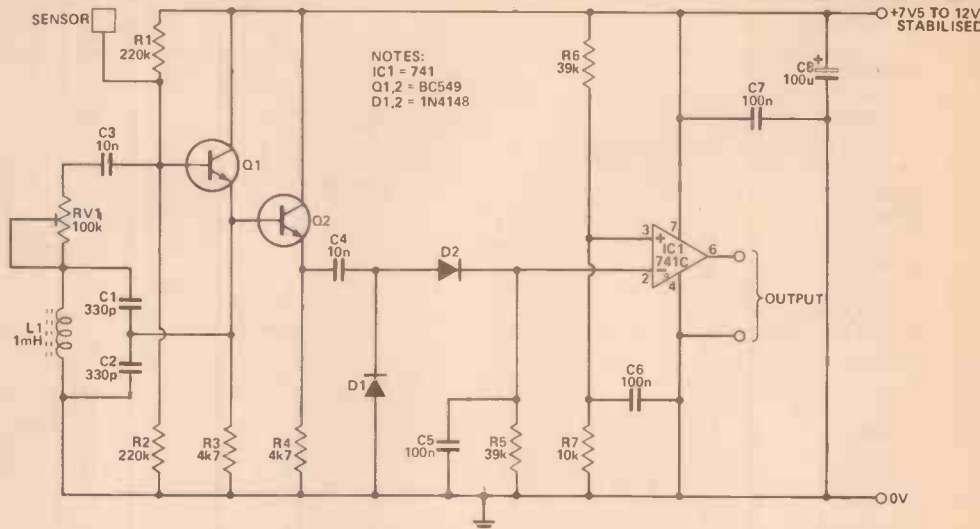 SENSOR
R1
220k
NOTES:
IC1 = 741
Q1,2 = BC549
D1,2 = 1N4148
R6
39k
+7V5 TO 12V
STABILISED
C8
100u
+
C7
100n
C3
10n
Q1
Q2
RV1
100k
C4
10n
D2
3
+
IC1
741C
7
6
2
−
4
OUTPUT
C1
330p
L1
1mH
C2
330p
D1
C6
100n
R2
220k
R3
4k7
R4
4k7
C5
100n
R5
39k
R7
10k
0V